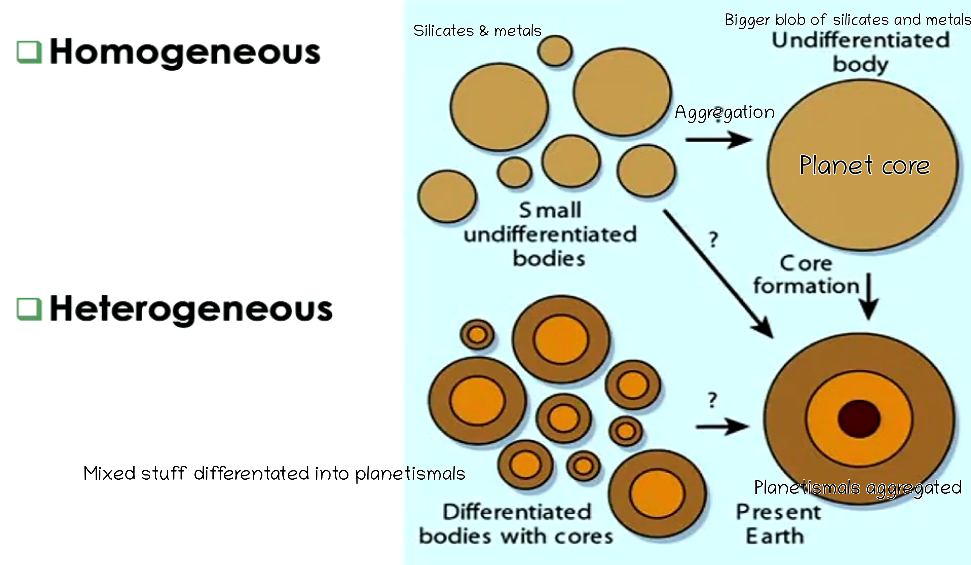 Homogeneous
Silicates & metals
Bigger blob of silicates and metals
Undifferentiated
body
Aggregation
?
Planet core
Small
undifferentiated
bodies
?
Core
formation
Heterogeneous
?
Mixed stuff differentated into planetismals
Planetismals aggregated
Differentiated
bodies with cores
Present
Earth